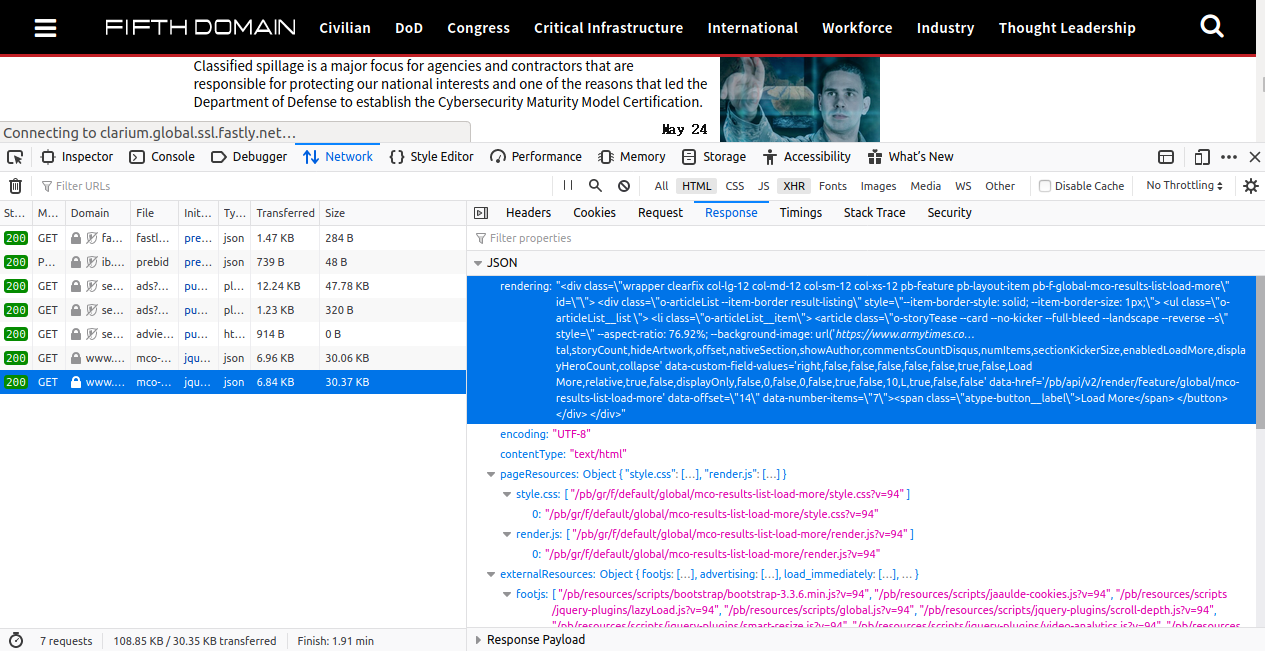 FIFTH DOMAIN Civilian DoD Congress Critical Infrastructure International Workforce Industry Thought Leadership
Classified spillage is a major focus for agencies and contractors that are
responsible for protecting our national interests and one of the reasons that led the
Department of Defense to establish the Cybersecurity Maturity Model Certification.
May 24
Connecting to clarium.global.ssl.fastly.net…
Inspector Console Debugger Network Style Editor Performance Memory Storage Accessibility What's New
Filter URLs All HTML CSS JS XHR Fonts Images Media WS Other Disable Cache No Throttling
St… M… Domain File Init… Ty… Transferred Size
200 GET fa… fastl… pre… json 1.47 KB 284 B
200 P… ib.… prebid pre… json 739 B 48 B
200 GET se… ads?… pu… pl… 12.24 KB 47.78 KB
200 GET se… ads?… pu… pl… 1.23 KB 320 B
200 GET se… advie… pu… ht… 914 B 0 B
200 GET www.… mco-… jqu… json 6.96 KB 30.06 KB
200 GET www.… mco-… jqu… json 6.84 KB 30.37 KB
Headers Cookies Request Response Timings Stack Trace Security
Filter properties
JSON
rendering: "<div class=\"wrapper clearfix col-lg-12 col-md-12 col-sm-12 col-xs-12 pb-feature pb-layout-item pb-f-global-mco-results-list-load-more\"
id=\"\"> <div class=\"o-articleList --item-border result-listing\" style=\"--item-border-style: solid; --item-border-size: 1px;\"> <ul class=\"o-
articleList__list \"> <li class=\"o-articleList__item\"> <article class=\"o-storyTease --card --no-kicker --full-bleed --landscape --reverse --s\"
style=\" --aspect-ratio: 76.92%; --background-image: url('https://www.armytimes.co…
tal,storyCount,hideArtwork,offset,nativeSection,showAuthor,commentsCountDisqus,numItems,sectionKickerSize,enabledLoadMore,displa
yHeroCount,collapse' data-custom-field-values='right,false,false,false,false,false,true,false,Load
More,relative,true,false,displayOnly,false,0,false,0,false,true,false,10,L,true,false,false' data-href='/pb/api/v2/render/feature/global/mco-
results-list-load-more' data-offset=\"14\" data-number-items=\"7\"><span class=\"atype-button__label\">Load More</span> </button>
</div> </div>"
encoding: "UTF-8"
contentType: "text/html"
pageResources: Object { "style.css": […], "render.js": […] }
style.css: [ "/pb/gr/f/default/global/mco-results-list-load-more/style.css?v=94" ]
0: "/pb/gr/f/default/global/mco-results-list-load-more/style.css?v=94"
render.js: [ "/pb/gr/f/default/global/mco-results-list-load-more/render.js?v=94" ]
0: "/pb/gr/f/default/global/mco-results-list-load-more/render.js?v=94"
externalResources: Object { footjs: […], advertising: […], load_immediately: […], … }
footjs: [ "/pb/resources/scripts/bootstrap/bootstrap-3.3.6.min.js?v=94", "/pb/resources/scripts/jaaulde-cookies.js?v=94", "/pb/resources/scripts
/jquery-plugins/lazyLoad.js?v=94", "/pb/resources/scripts/global.js?v=94", "/pb/resources/scripts/jquery-plugins/scroll-depth.js?v=94",
"/pb/resources/scripts/jquery-plugins/smart-resize.js?v=94", "/pb/resources/scripts/jquery-plugins/video-analytics.js?v=94", "/pb/resources
Response Payload
7 requests 108.85 KB / 30.35 KB transferred Finish: 1.91 min